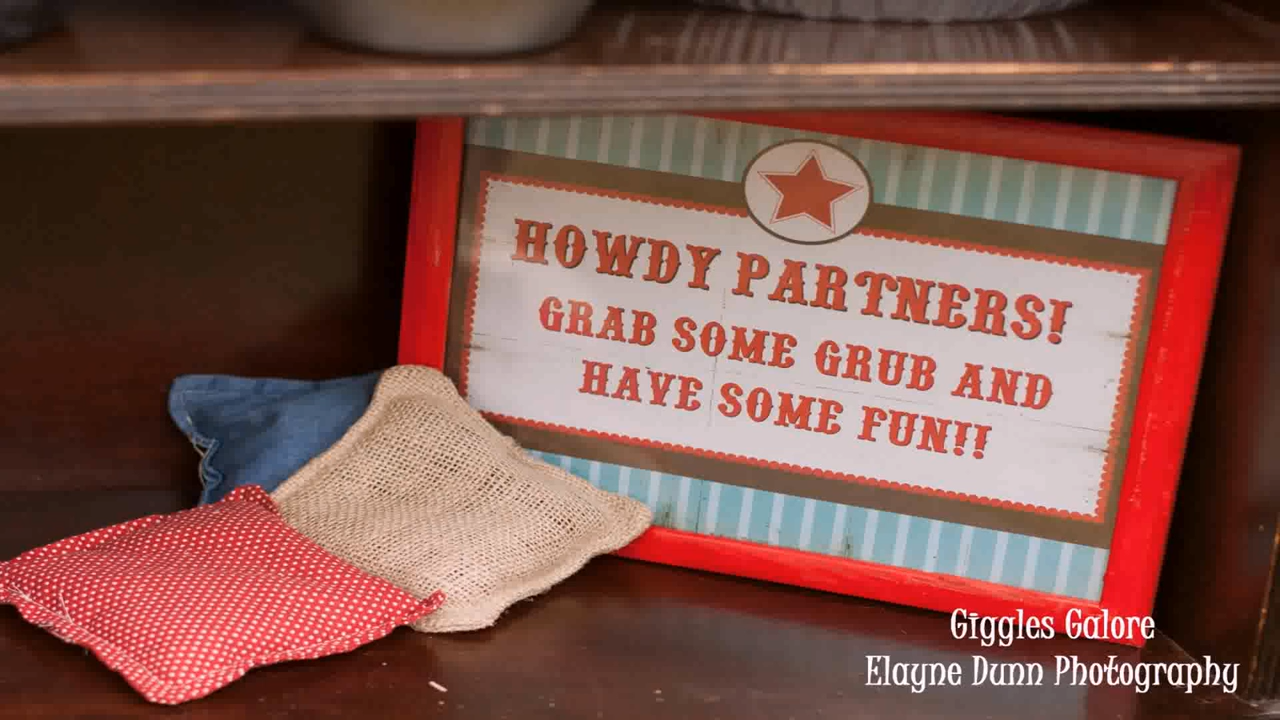 HOWDY PARTNERS!
GRAB SOME GRUB AND
HAVE SOME FUN!!
Giggles Galore
Elayne Dunn Photography